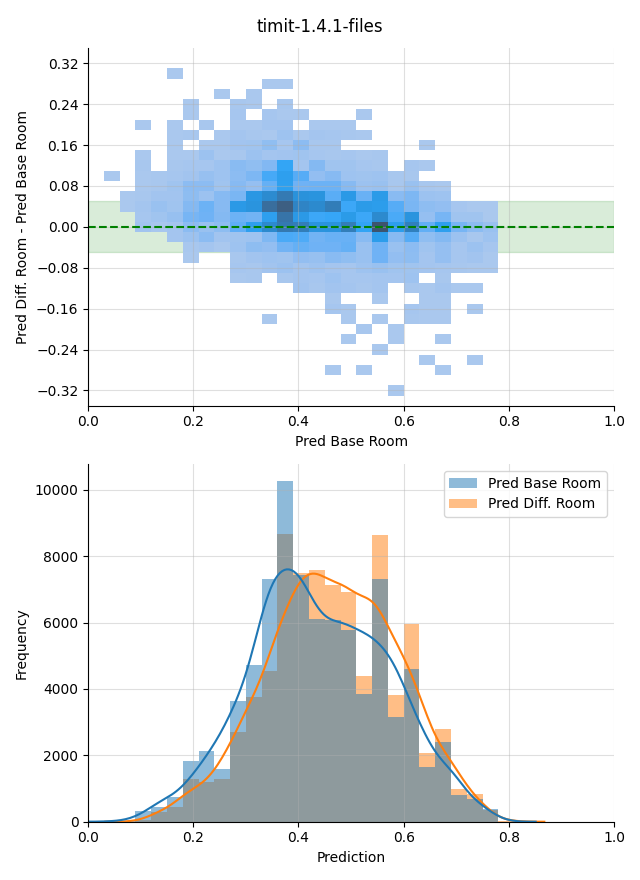 timit-1.4.1-files
Pred Diff. Room - Pred Base Room
0.32
0.24
0.16
0.08
0.00
−0.08
−0.16
−0.24
−0.32
0.0 0.2 0.4 0.6 0.8 1.0
Pred Base Room
Frequency
10000
8000
6000
4000
2000
0
Pred Base Room
Pred Diff. Room
0.0 0.2 0.4 0.6 0.8 1.0
Prediction